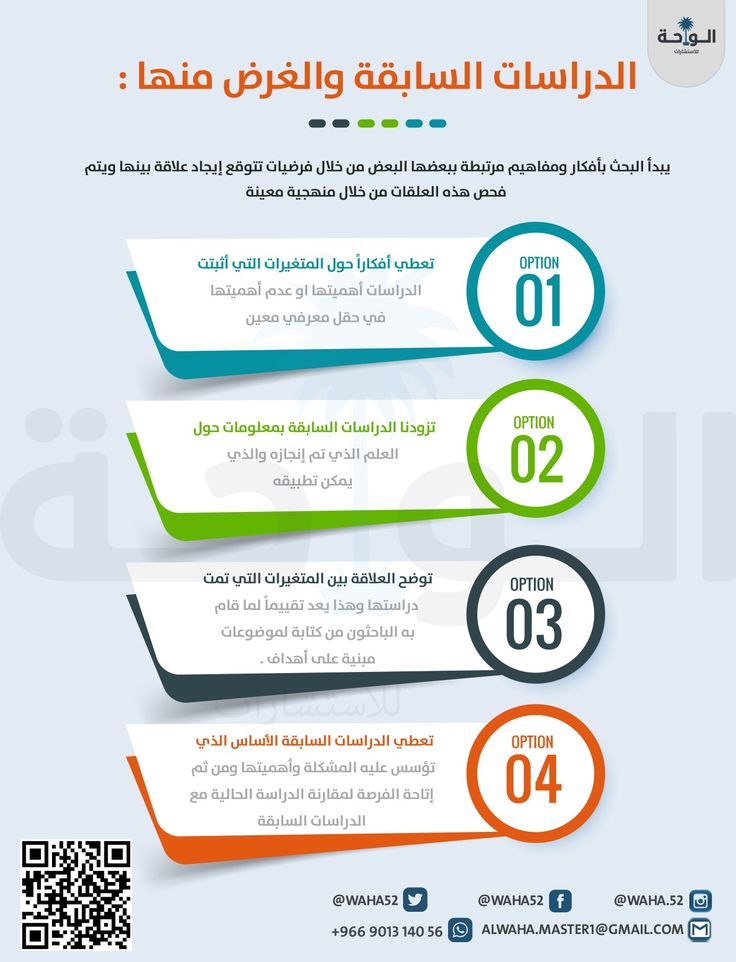 الـواحـة
للاستشارات
الدراسات السابقة والغرض منها :
يبدأ البحث بأفكار ومفاهيم مرتبطة ببعضها البعض من خلال فرضيات تتوقع إيجاد علاقة بينها ويتم
فحص هذه العلقات من خلال منهجية معينة
OPTION
01
تعطي أفكاراً حول المتغيرات التي أثبتت
الدراسات أهميتها او عدم أهميتها
في حقل معرفي معين
OPTION
02
تزودنا الدراسات السابقة بمعلومات حول
العلم الذي تم إنجازه والذي
يمكن تطبيقه
OPTION
03
توضح العلاقة بين المتغيرات التي تمت
دراستها وهذا يعد تقييماً لما قام
به الباحثون من كتابة لموضوعات
مبنية على أهداف .
OPTION
04
تعطي الدراسات السابقة الأساس الذي
تؤسس عليه المشكلة وأهميتها ومن ثم
إتاحة الفرصة لمقارنة الدراسة الحالية مع
الدراسات السابقة
الـواحـة
للاستشارات
@WAHA52 @WAHA52 @WAHA.52
+966 9013 140 56 ALWAHA.MASTER1@GMAIL.COM